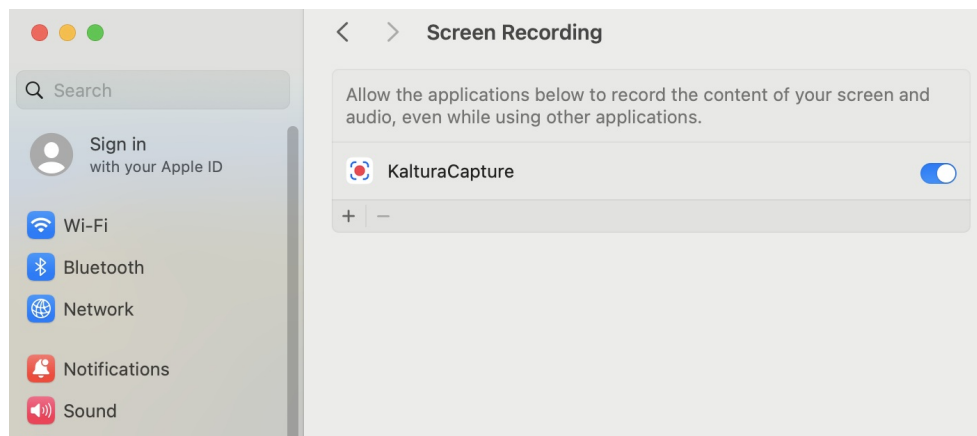 Search
Sign in
with your Apple ID
Wi-Fi
Bluetooth
Network
Notifications
Sound
Screen Recording
Allow the applications below to record the content of your screen and
audio, even while using other applications.
KalturaCapture